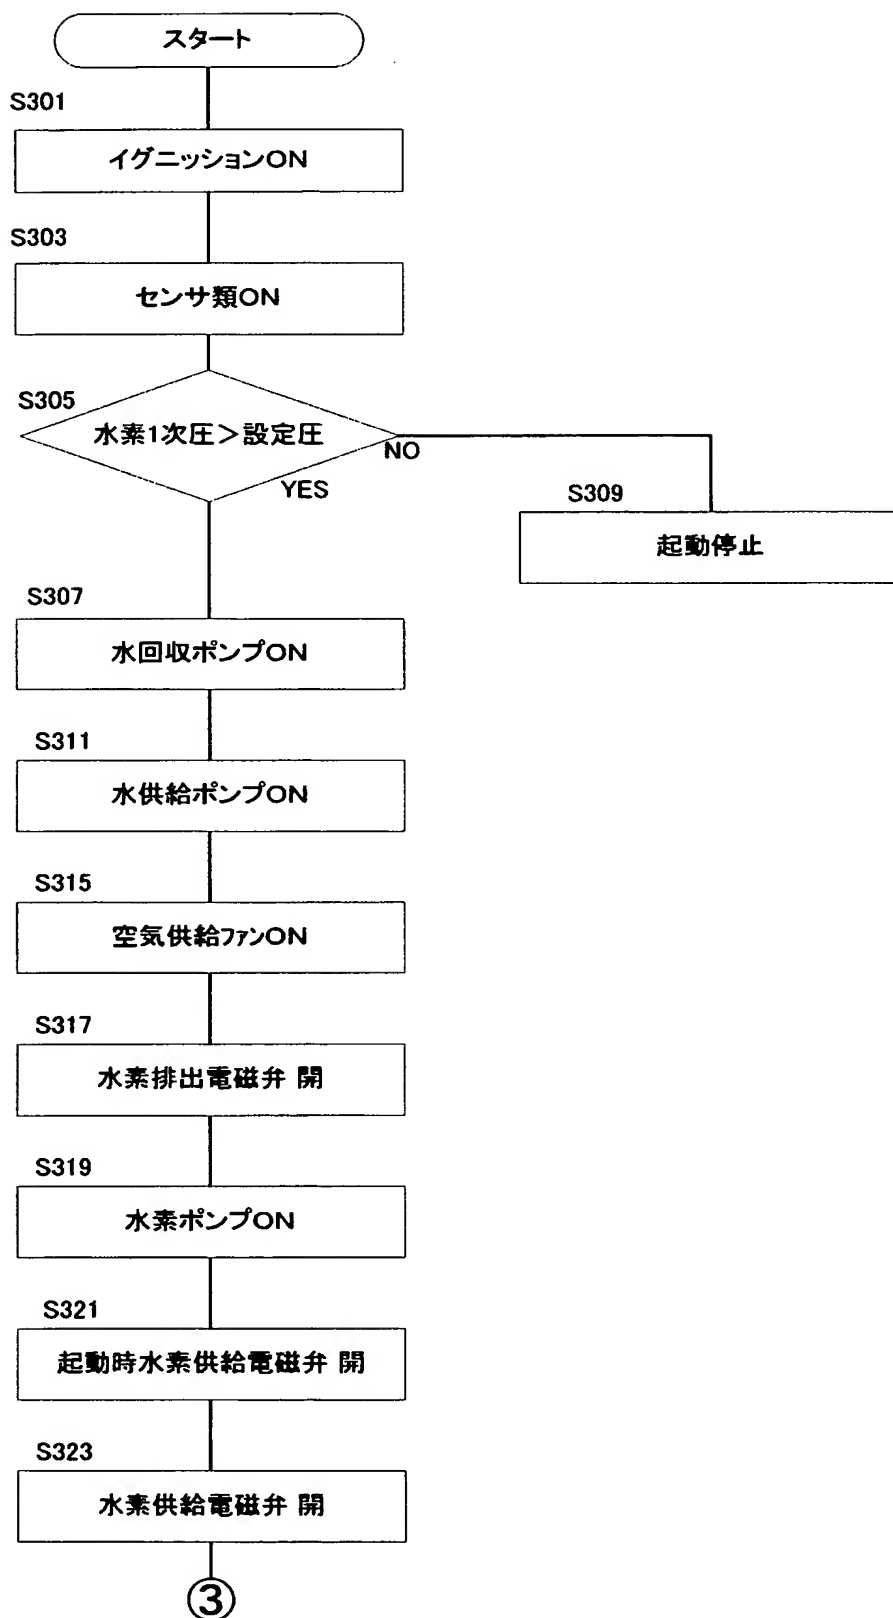 スタート
S301
イグニッションON
S303
センサ類ON
S305
水素1次圧＞設定圧
NO
YES
S309
起動停止
S307
水回収ポンプON
S311
水供給ポンプON
S315
空気供給ファンON
S317
水素排出電磁弁 開
S319
水素ポンプON
S321
起動時水素供給電磁弁 開
S323
水素供給電磁弁 開
③